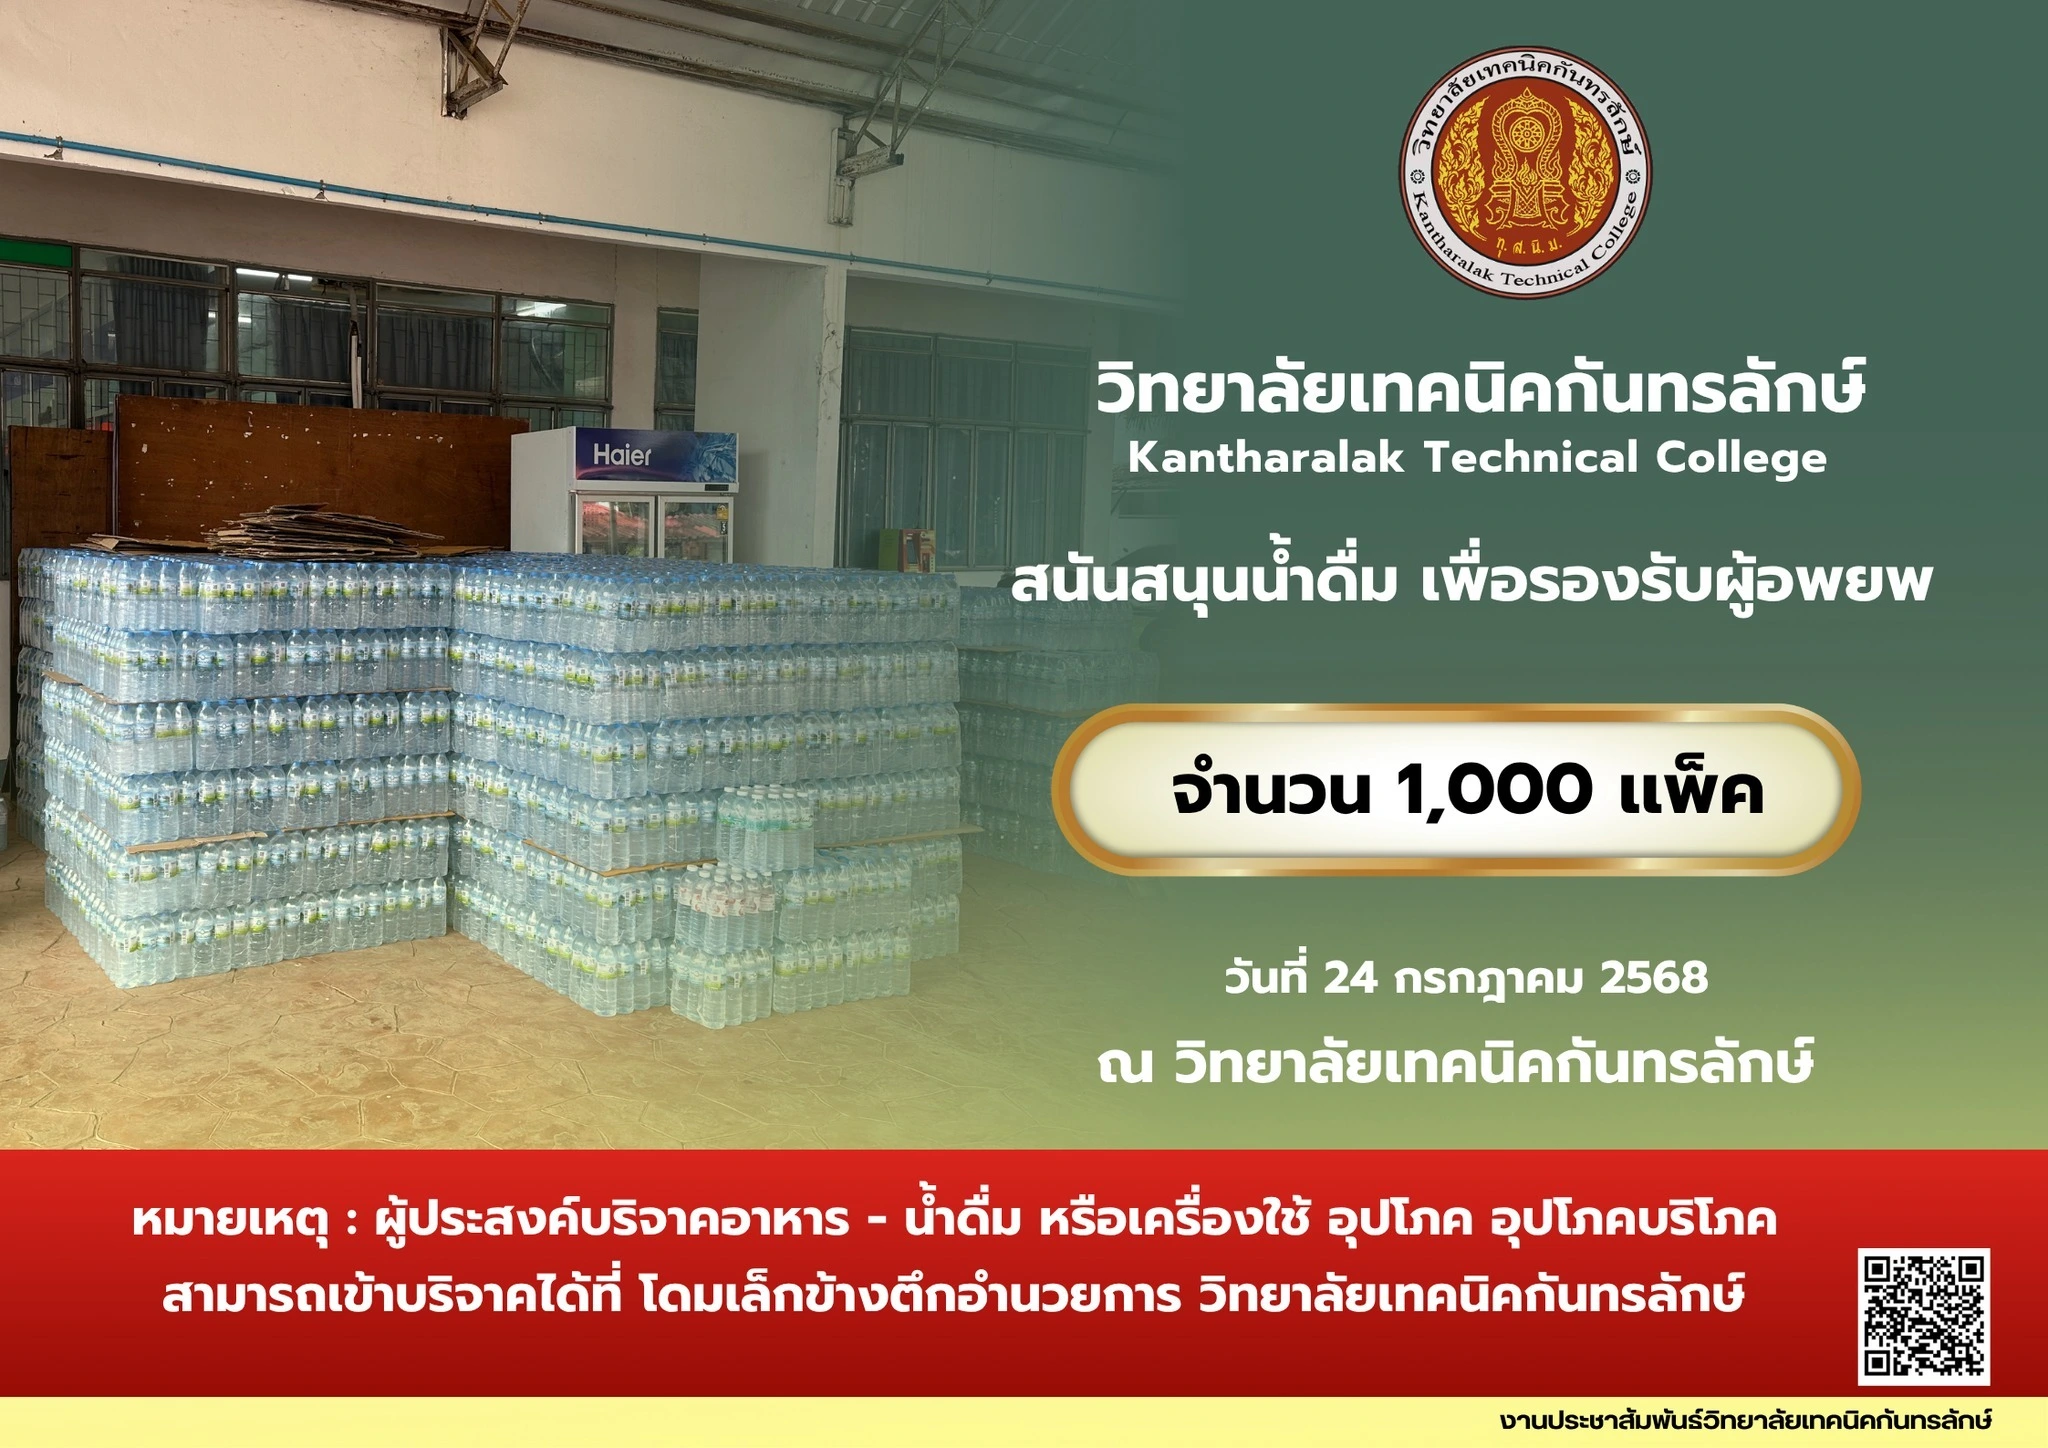 วิทยาลัยเทคนิคกันทรลักษ์
Kantharalak Technical College
ทุ. ส. นิ. ม.
วิทยาลัยเทคนิคกันทรลักษ์
Kantharalak Technical College
สนันสนุนน้ำดื่ม เพื่อรองรับผู้อพยพ
Haier
จำนวน 1,000 แพ็ค
วันที่ 24 กรกฎาคม 2568
ณ วิทยาลัยเทคนิคกันทรลักษ์
หมายเหตุ : ผู้ประสงค์บริจาคอาหาร - น้ำดื่ม หรือเครื่องใช้ อุปโภค อุปโภคบริโภค
สามารถเข้าบริจาคได้ที่ โดมเล็กข้างตึกอำนวยการ วิทยาลัยเทคนิคกันทรลักษ์
งานประชาสัมพันธ์วิทยาลัยเทคนิคกันทรลักษ์